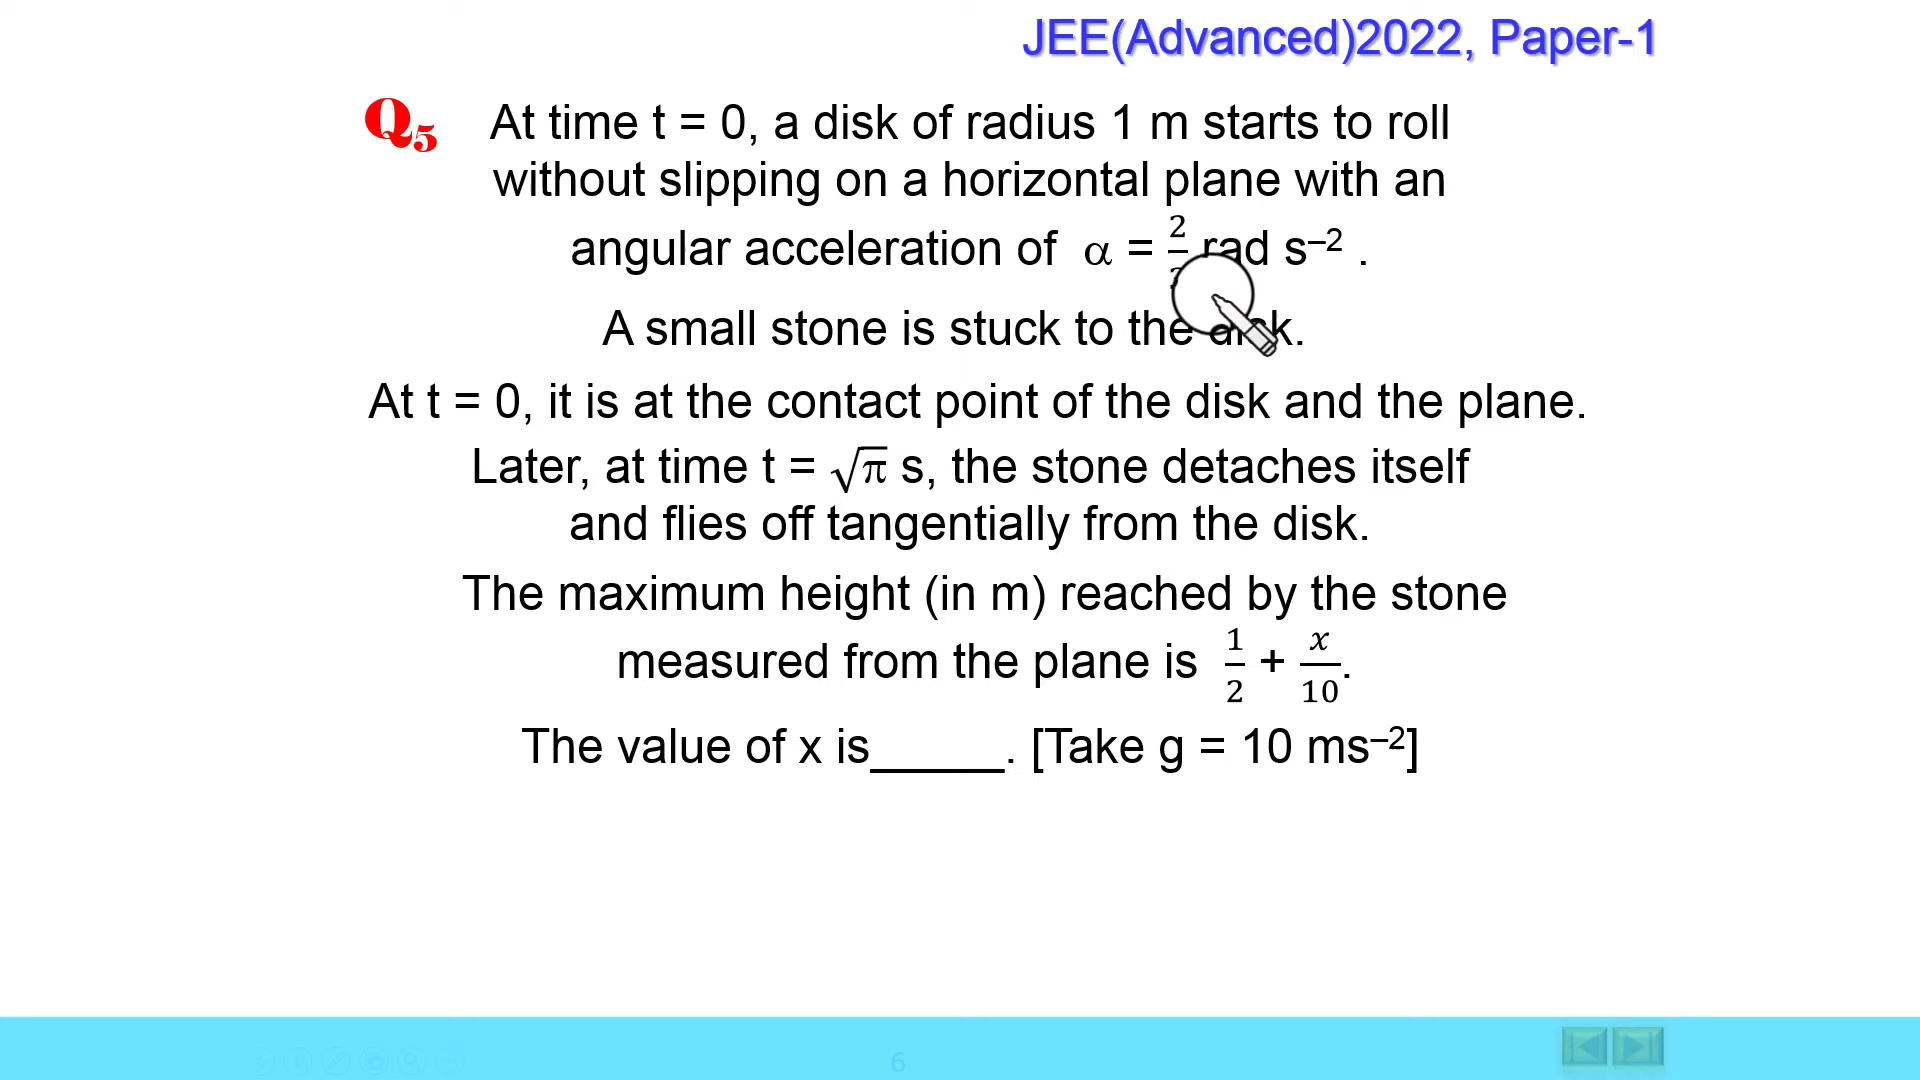 JEE(Advanced)2022, Paper-1
Q5 At time t = 0, a disk of radius 1 m starts to roll
without slipping on a horizontal plane with an
angular acceleration of α = 2/3 rad s⁻² .
A small stone is stuck to the disk.
At t = 0, it is at the contact point of the disk and the plane.
Later, at time t = √π s, the stone detaches itself
and flies off tangentially from the disk.
The maximum height (in m) reached by the stone
measured from the plane is 1/2 + x/10.
The value of x is_____. [Take g = 10 ms⁻²]
6